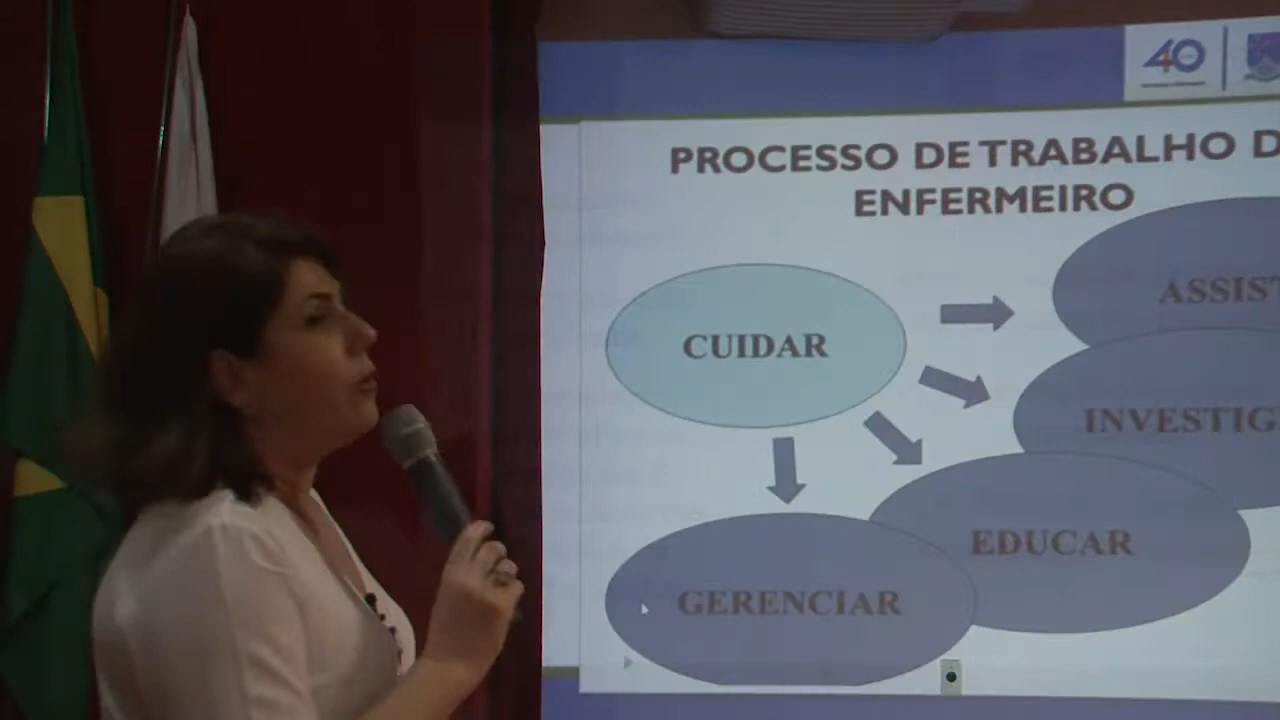 40
PROCESSO DE TRABALHO D
ENFERMEIRO
ASSIST
CUIDAR
INVESTIG
EDUCAR
GERENCIAR